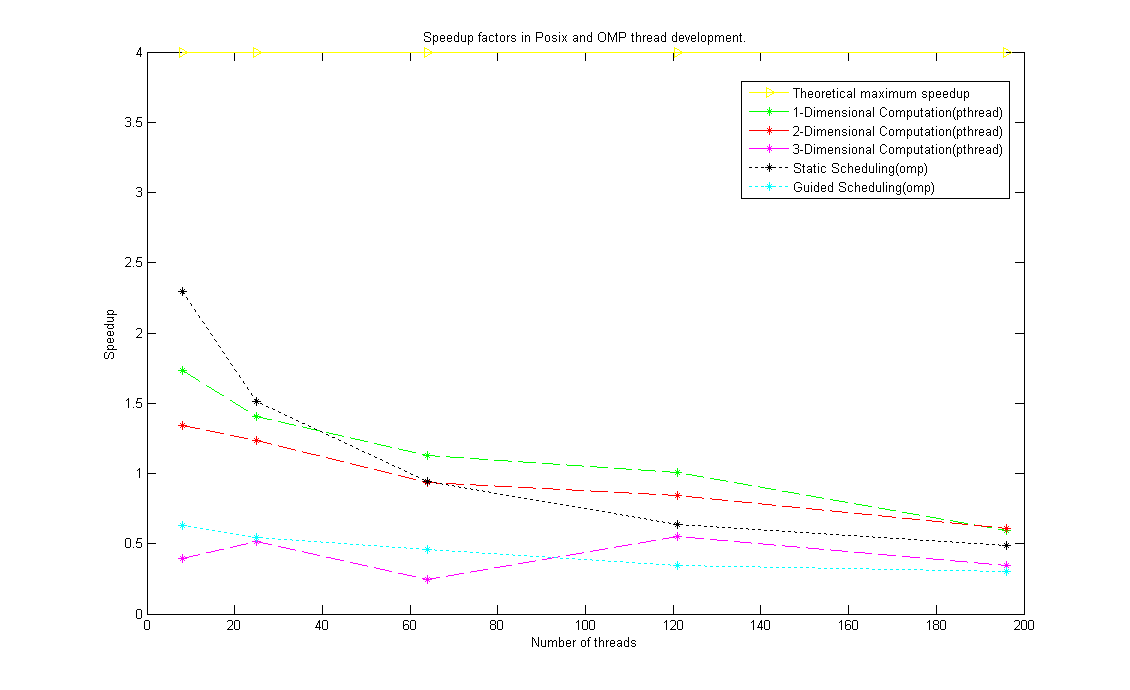 Speedup factors in Posix and OMP thread development.
4
3.5
3
2.5
2
1.5
1
0.5
0
Speedup
Theoretical maximum speedup
1-Dimensional Computation(pthread)
2-Dimensional Computation(pthread)
3-Dimensional Computation(pthread)
Static Scheduling(omp)
Guided Scheduling(omp)
0 20 40 60 80 100 120 140 160 180 200
Number of threads